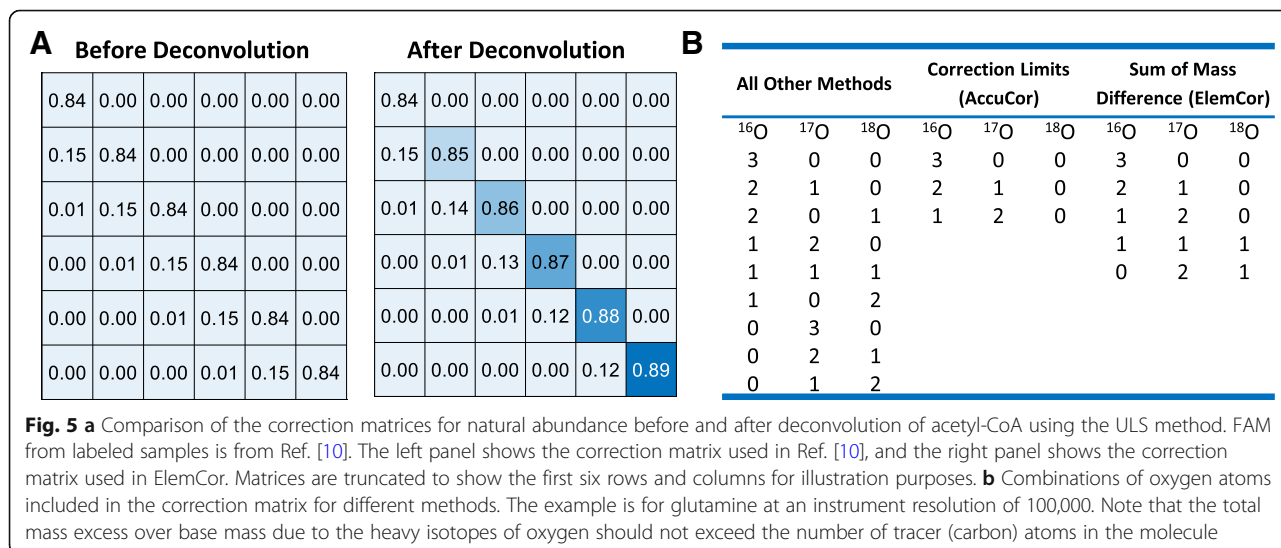 A
Before Deconvolution
After Deconvolution
0.84 0.00 0.00 0.00 0.00 0.00
0.15 0.84 0.00 0.00 0.00 0.00
0.01 0.15 0.84 0.00 0.00 0.00
0.00 0.01 0.15 0.84 0.00 0.00
0.00 0.00 0.01 0.15 0.84 0.00
0.00 0.00 0.00 0.01 0.15 0.84
0.84 0.00 0.00 0.00 0.00 0.00
0.15 0.85 0.00 0.00 0.00 0.00
0.01 0.14 0.86 0.00 0.00 0.00
0.00 0.01 0.13 0.87 0.00 0.00
0.00 0.00 0.01 0.12 0.88 0.00
0.00 0.00 0.00 0.00 0.12 0.89
B
All Other Methods
Correction Limits
(AccuCor)
Sum of Mass
Difference (ElemCor)
¹⁶O ¹⁷O ¹⁸O ¹⁶O ¹⁷O ¹⁸O ¹⁶O ¹⁷O ¹⁸O
3 0 0 3 0 0 3 0 0
2 1 0 2 1 0 2 1 0
2 0 1 1 2 0 1 2 0
1 2 0 1 1 1
1 1 1 0 2 1
1 0 2
0 3 0
0 2 1
0 1 2
Fig. 5 a Comparison of the correction matrices for natural abundance before and after deconvolution of acetyl-CoA using the ULS method. FAM
from labeled samples is from Ref. [10]. The left panel shows the correction matrix used in Ref. [10], and the right panel shows the correction
matrix used in ElemCor. Matrices are truncated to show the first six rows and columns for illustration purposes. b Combinations of oxygen atoms
included in the correction matrix for different methods. The example is for glutamine at an instrument resolution of 100,000. Note that the total
mass excess over base mass due to the heavy isotopes of oxygen should not exceed the number of tracer (carbon) atoms in the molecule